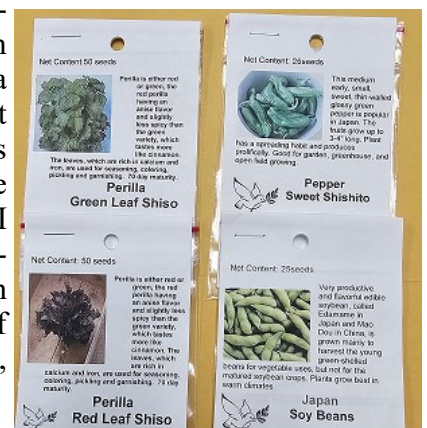 Net Content 50 seeds
Perilla is either red
or green, the red
perilla having
an anise flavor
and slightly
less spicy than
the green
variety, which
tastes more
like cinnamon.
The leaves, which are rich in calcium and
iron, are used for seasoning, coloring,
pickling and garnishing. 70 day maturity.
Perilla
Green Leaf Shiso
Net Content: 25seeds
This medium
early, small,
sweet, thin-walled
glossy green
pepper is popular
in Japan. The
fruits grow up to
3-4" long. Plant
has a spreading habit and produces
prolifically. Good for garden, greenhouse, and
open field growing.
Pepper
Sweet Shishito
Net Content: 50 seeds
Perilla is either red or
green, the red
perilla having
an anise flavor
and slightly less
spicy than the
green variety,
which tastes
more like
cinnamon. The
leaves, which
are rich in
calcium and iron, are used for seasoning,
coloring, pickling and garnishing. 70 day
maturity.
Perilla
Red Leaf Shiso
Net Content: 25seeds
Very productive
and flavorful edible
soybean, called
Edamame in
Japan and Mao
Dou in China, is
grown mainly to
harvest the young
green-shelled
beans for vegetable uses, but not for the
matured soybean crops. Plants grow best in
warm climates
Japan
Soy Beans